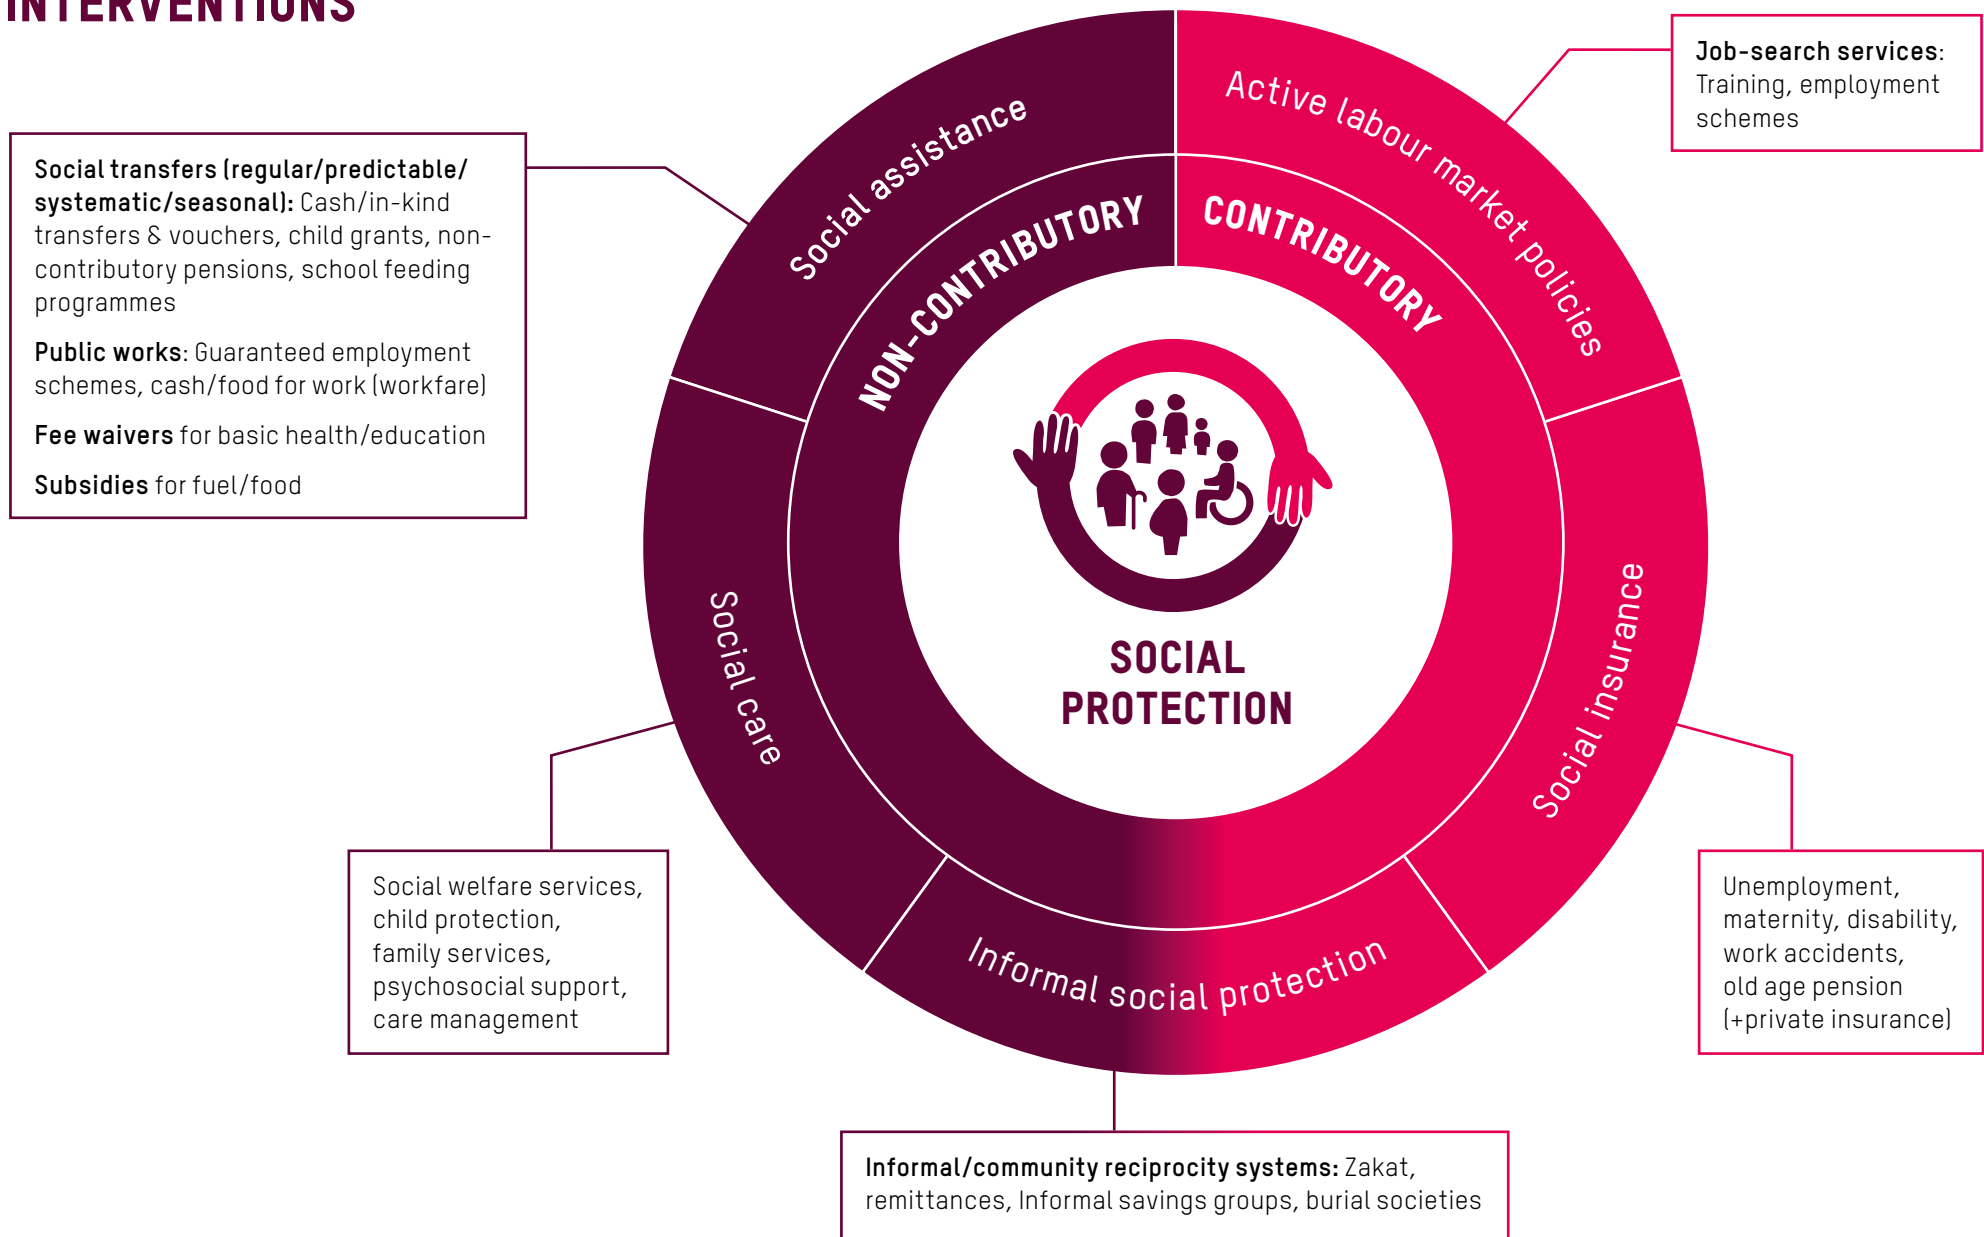 INTERVENTIONS
Social transfers (regular/predictable/
systematic/seasonal): Cash/in-kind
transfers & vouchers, child grants, non-
contributory pensions, school feeding
programmes
Public works: Guaranteed employment
schemes, cash/food for work (workfare)
Fee waivers for basic health/education
Subsidies for fuel/food
Social assistance
Active labour market policies
Job-search services:
Training, employment
schemes
NON-CONTRIBUTORY
CONTRIBUTORY
SOCIAL
PROTECTION
Social care
Social insurance
Informal social protection
Social welfare services,
child protection,
family services,
psychosocial support,
care management
Unemployment,
maternity, disability,
work accidents,
old age pension
(+private insurance)
Informal/community reciprocity systems: Zakat,
remittances, Informal savings groups, burial societies